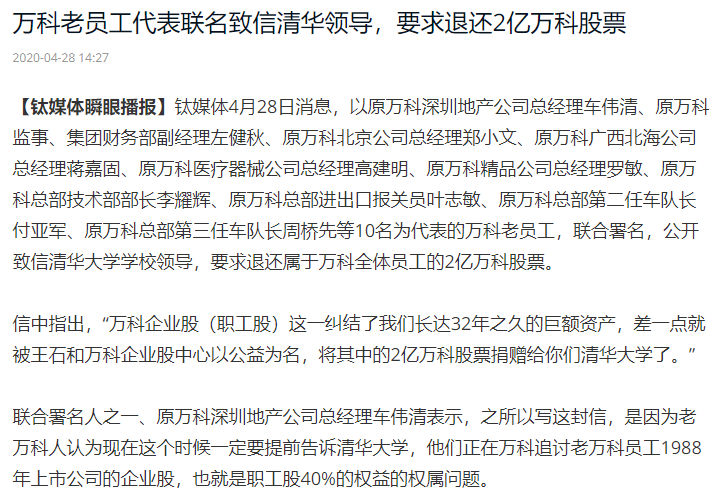 万科老员工代表联名致信清华领导，要求退还2亿万科股票
2020-04-28 14:27
【钛媒体瞬眼播报】钛媒体4月28日消息，以原万科深圳地产公司总经理车伟清、原万科
监事、集团财务部副经理左健秋、原万科北京公司总经理郑小文、原万科广西北海公司
总经理蒋嘉固、原万科医疗器械公司总经理高建明、原万科精品公司总经理罗敏、原万
科总部技术部部长李耀辉、原万科总部进出口报关员叶志敏、原万科总部第二任车队长
付亚军、原万科总部第三任车队长周桥先等10名为代表的万科老员工，联合署名，公开
致信清华大学学校领导，要求退还属于万科全体员工的2亿万科股票。
信中指出，“万科企业股（职工股）这一纠结了我们长达32年之久的巨额资产，差一点就
被王石和万科企业股中心以公益为名，将其中的2亿万科股票捐赠给你们清华大学了。”
联合署名人之一、原万科深圳地产公司总经理车伟清表示，之所以写这封信，是因为老
万科人认为现在这个时候一定要提前告诉清华大学，他们正在万科追讨老万科员工1988
年上市公司的企业股，也就是职工股40%的权益的权属问题。